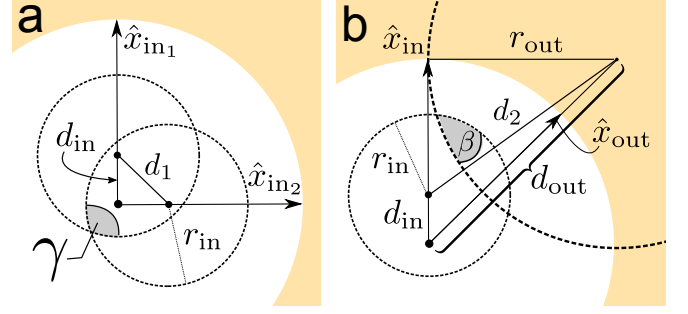 a
x̂in₁
din
d₁
x̂in₂
γ
rin
b
x̂in
rout
d₂
β
x̂out
rin
dout
din